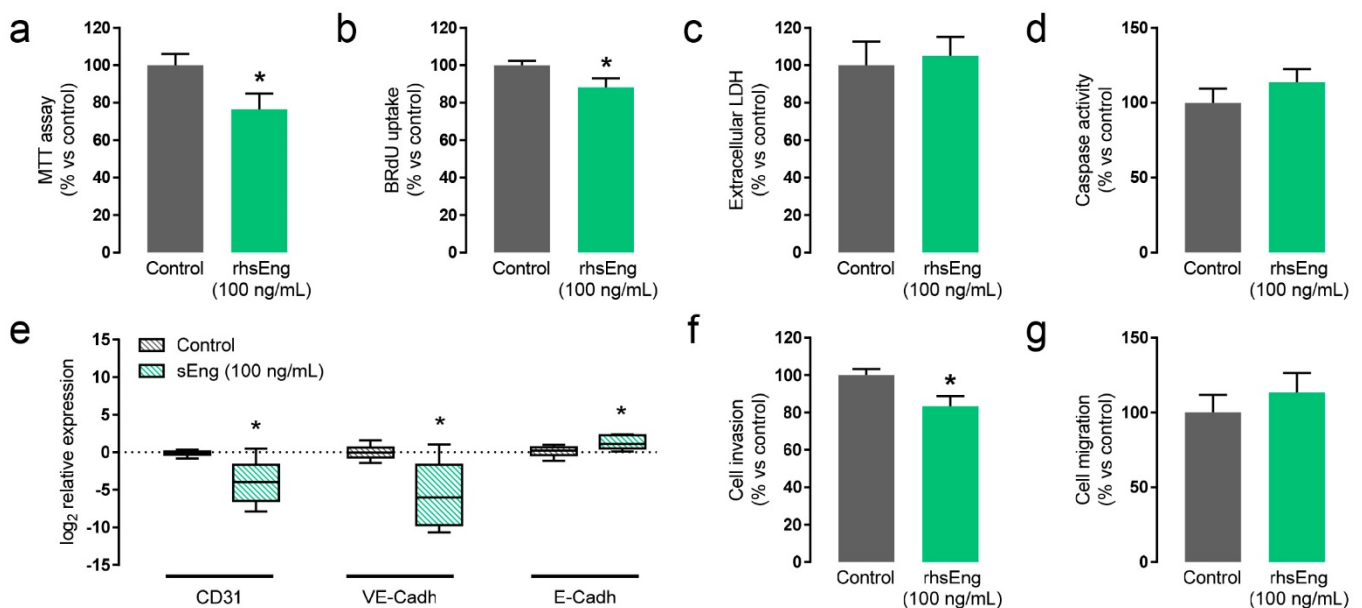 a
MTT assay
(% vs control)
120
100
80
60
40
20
0
*
Control
rhsEng
(100 ng/mL)
b
BRdU uptake
(% vs control)
120
100
80
60
40
20
0
*
Control
rhsEng
(100 ng/mL)
c
Extracellular LDH
(% vs control)
120
100
80
60
40
20
0
Control
rhsEng
(100 ng/mL)
d
Caspase activity
(% vs control
150
100
50
0
Control
rhsEng
(100 ng/mL)
e
log2 relative expression
15
10
5
0
-5
-10
-15
Control
sEng (100 ng/mL)
*
*
*
CD31
VE-Cadh
E-Cadh
f
Cell invasion
(% vs control)
120
100
80
60
40
20
0
*
Control
rhsEng
(100 ng/mL)
g
Cell migration
(% vs control)
150
100
50
0
Control
rhsEng
(100 ng/mL)